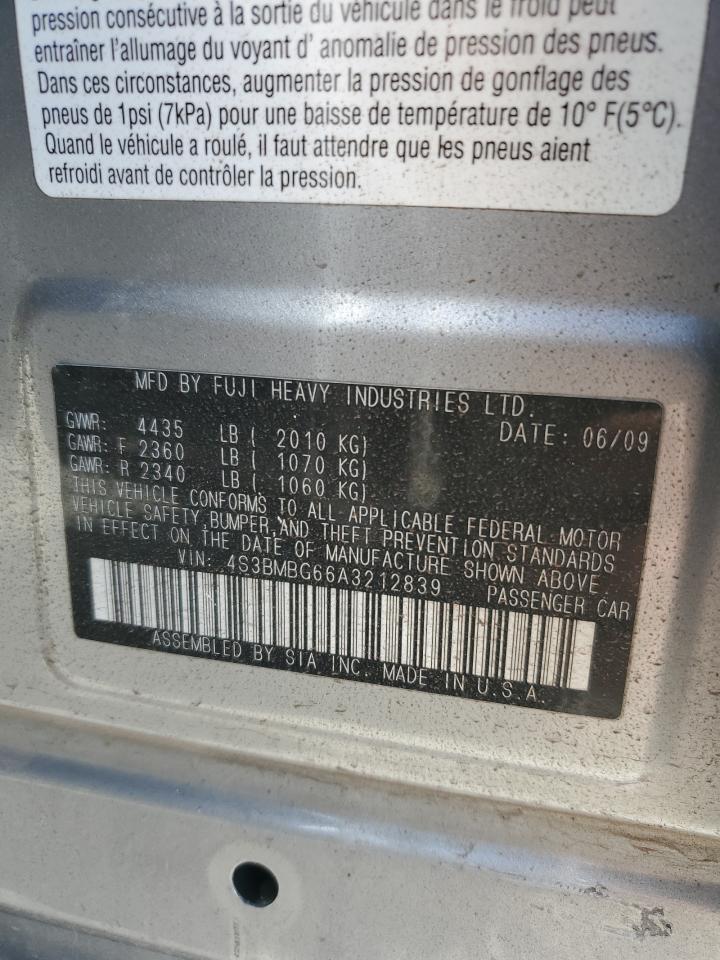 pression consécutive à la sortie du véhicule dans le froid peut
entraîner l'allumage du voyant d' anomalie de pression des pneus.
Dans ces circonstances, augmenter la pression de gonflage des
pneus de 1psi (7kPa) pour une baisse de température de 10° F(5°C).
Quand le véhicule a roulé, il faut attendre que les pneus aient
refroidi avant de contrôler la pression.
MFD BY FUJI HEAVY INDUSTRIES LTD.
GVWR: 4435 LB ( 2010 KG) DATE: 06/09
GAWR: F 2360 LB ( 1070 KG)
GAWR: R 2340 LB ( 1060 KG)
THIS VEHICLE CONFORMS TO ALL APPLICABLE FEDERAL MOTOR
VEHICLE SAFETY, BUMPER, AND THEFT PREVENTION STANDARDS
IN EFFECT ON THE DATE OF MANUFACTURE SHOWN ABOVE.
VIN: 4S3BMBG66A3212839 PASSENGER CAR
ASSEMBLED BY SIA INC. MADE IN U.S.A.